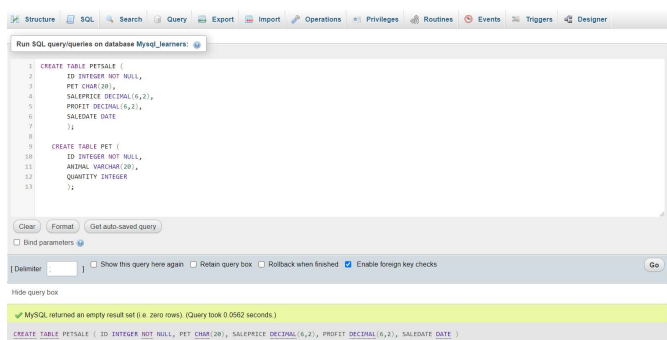 Structure SQL Search Query Export Import Operations Privileges Routines Events Triggers Designer
Run SQL query/queries on database Mysql_learners:
1 CREATE TABLE PETSALE (
2 ID INTEGER NOT NULL,
3 PET CHAR(20),
4 SALEPRICE DECIMAL(6,2),
5 PROFIT DECIMAL(6,2),
6 SALEDATE DATE
7 );
8
9 CREATE TABLE PET (
10 ID INTEGER NOT NULL,
11 ANIMAL VARCHAR(20),
12 QUANTITY INTEGER
13 );
Clear Format Get auto-saved query
Bind parameters
[ Delimiter ; ] Show this query here again Retain query box Rollback when finished Enable foreign key checks Go
Hide query box
MySQL returned an empty result set (i.e. zero rows). (Query took 0.0562 seconds.)
CREATE TABLE PETSALE ( ID INTEGER NOT NULL, PET CHAR(20), SALEPRICE DECIMAL(6,2), PROFIT DECIMAL(6,2), SALEDATE DATE )